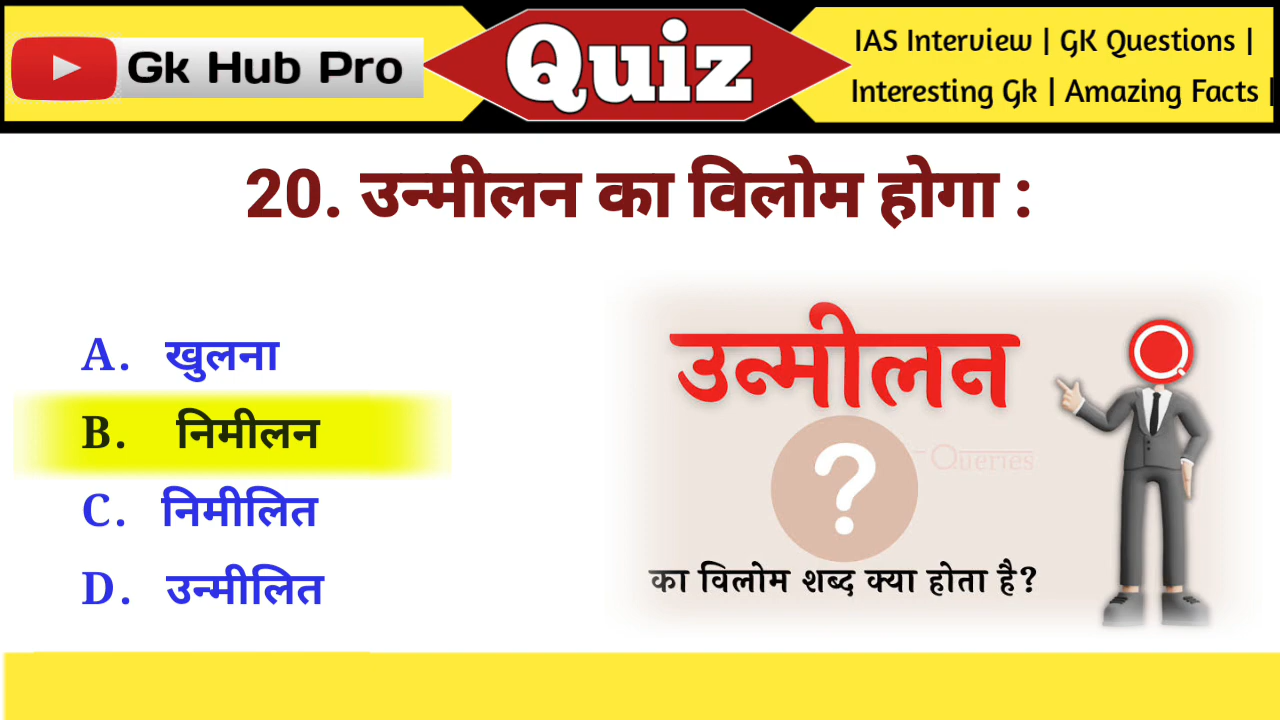 Gk Hub Pro
Quiz
IAS Interview | GK Questions |
Interesting Gk | Amazing Facts |
20. उन्मीलन का विलोम होगा :
A. खुलना
B. निमीलन
C. निमीलित
D. उन्मीलित
उन्मीलन
?
Queries
का विलोम शब्द क्या होता है?